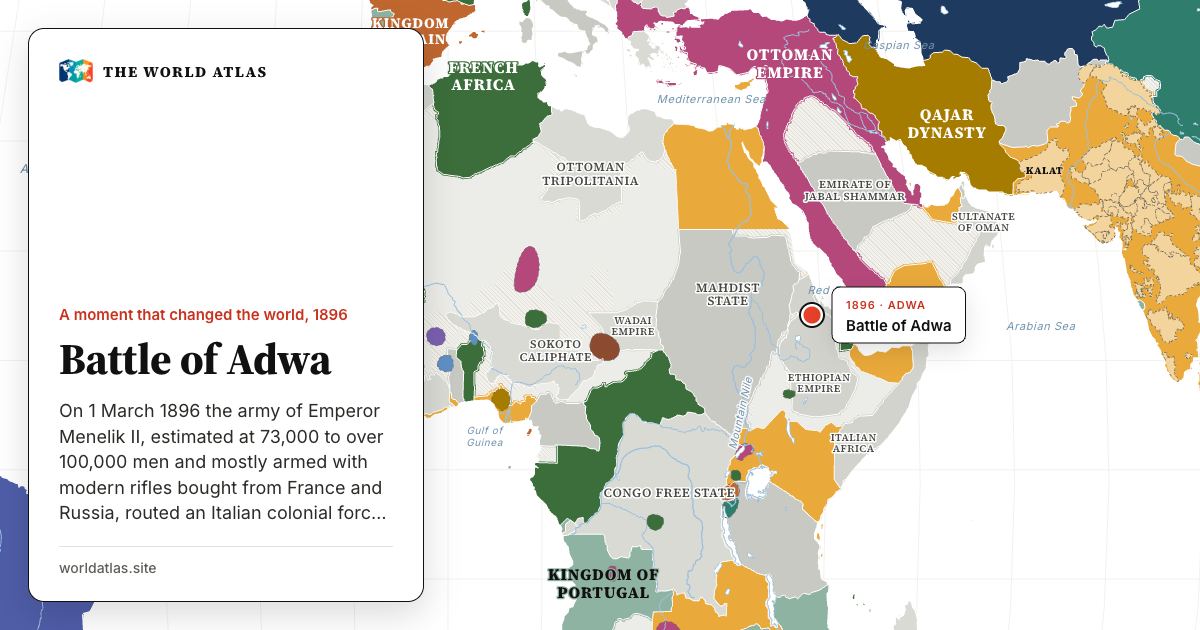 THE WORLD ATLAS
A moment that changed the world, 1896
Battle of Adwa
On 1 March 1896 the army of Emperor
Menelik II, estimated at 73,000 to over
100,000 men and mostly armed with
modern rifles bought from France and
Russia, routed an Italian colonial forc...
worldatlas.site
KINGDOM
FRENCH
AFRICA
OTTOMAN
EMPIRE
Caspian Sea
Mediterranean Sea
QAJAR
DYNASTY
KALAT
OTTOMAN
TRIPOLITANIA
EMIRATE OF
JABAL SHAMMAR
SULTANATE
OF OMAN
MAHDIST
STATE
Red
1896 · ADWA
Battle of Adwa
Arabian Sea
WADAI
EMPIRE
SOKOTO
CALIPHATE
ETHIOPIAN
EMPIRE
Mountain Nile
Gulf of
Guinea
ITALIAN
AFRICA
CONGO FREE STATE
KINGDOM OF
PORTUGAL